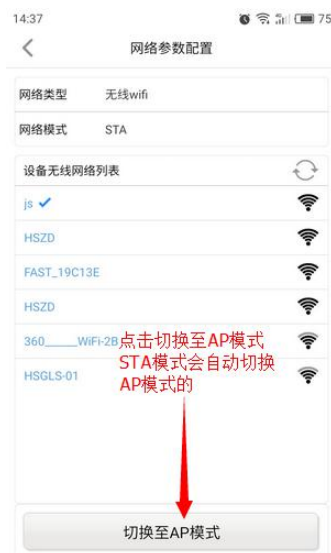 14:37
75
网络参数配置
网络类型 无线wifi
网络模式 STA
设备无线网络列表
js
HSZD
FAST_19C13E
HSZD
360______WiFi-2B
点击切换至AP模式
STA模式会自动切换
AP模式的
HSGLS-01
切换至AP模式